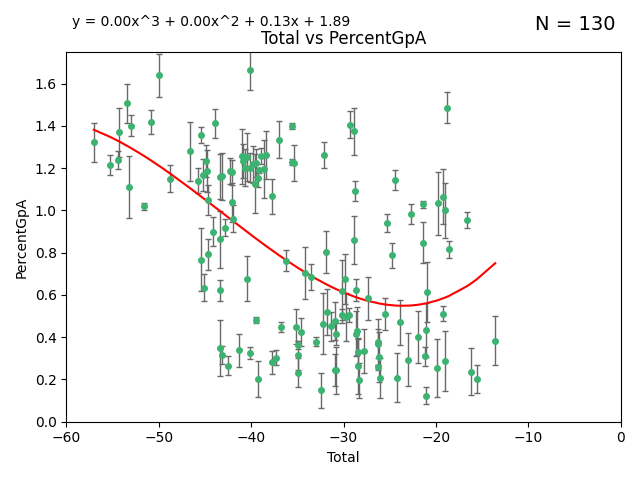 y = 0.00x^3 + 0.00x^2 + 0.13x + 1.89
N = 130
Total vs PercentGpA
PercentGpA
1.6
1.4
1.2
1.0
0.8
0.6
0.4
0.2
0.0
−60 −50 −40 −30 −20 −10 0
Total